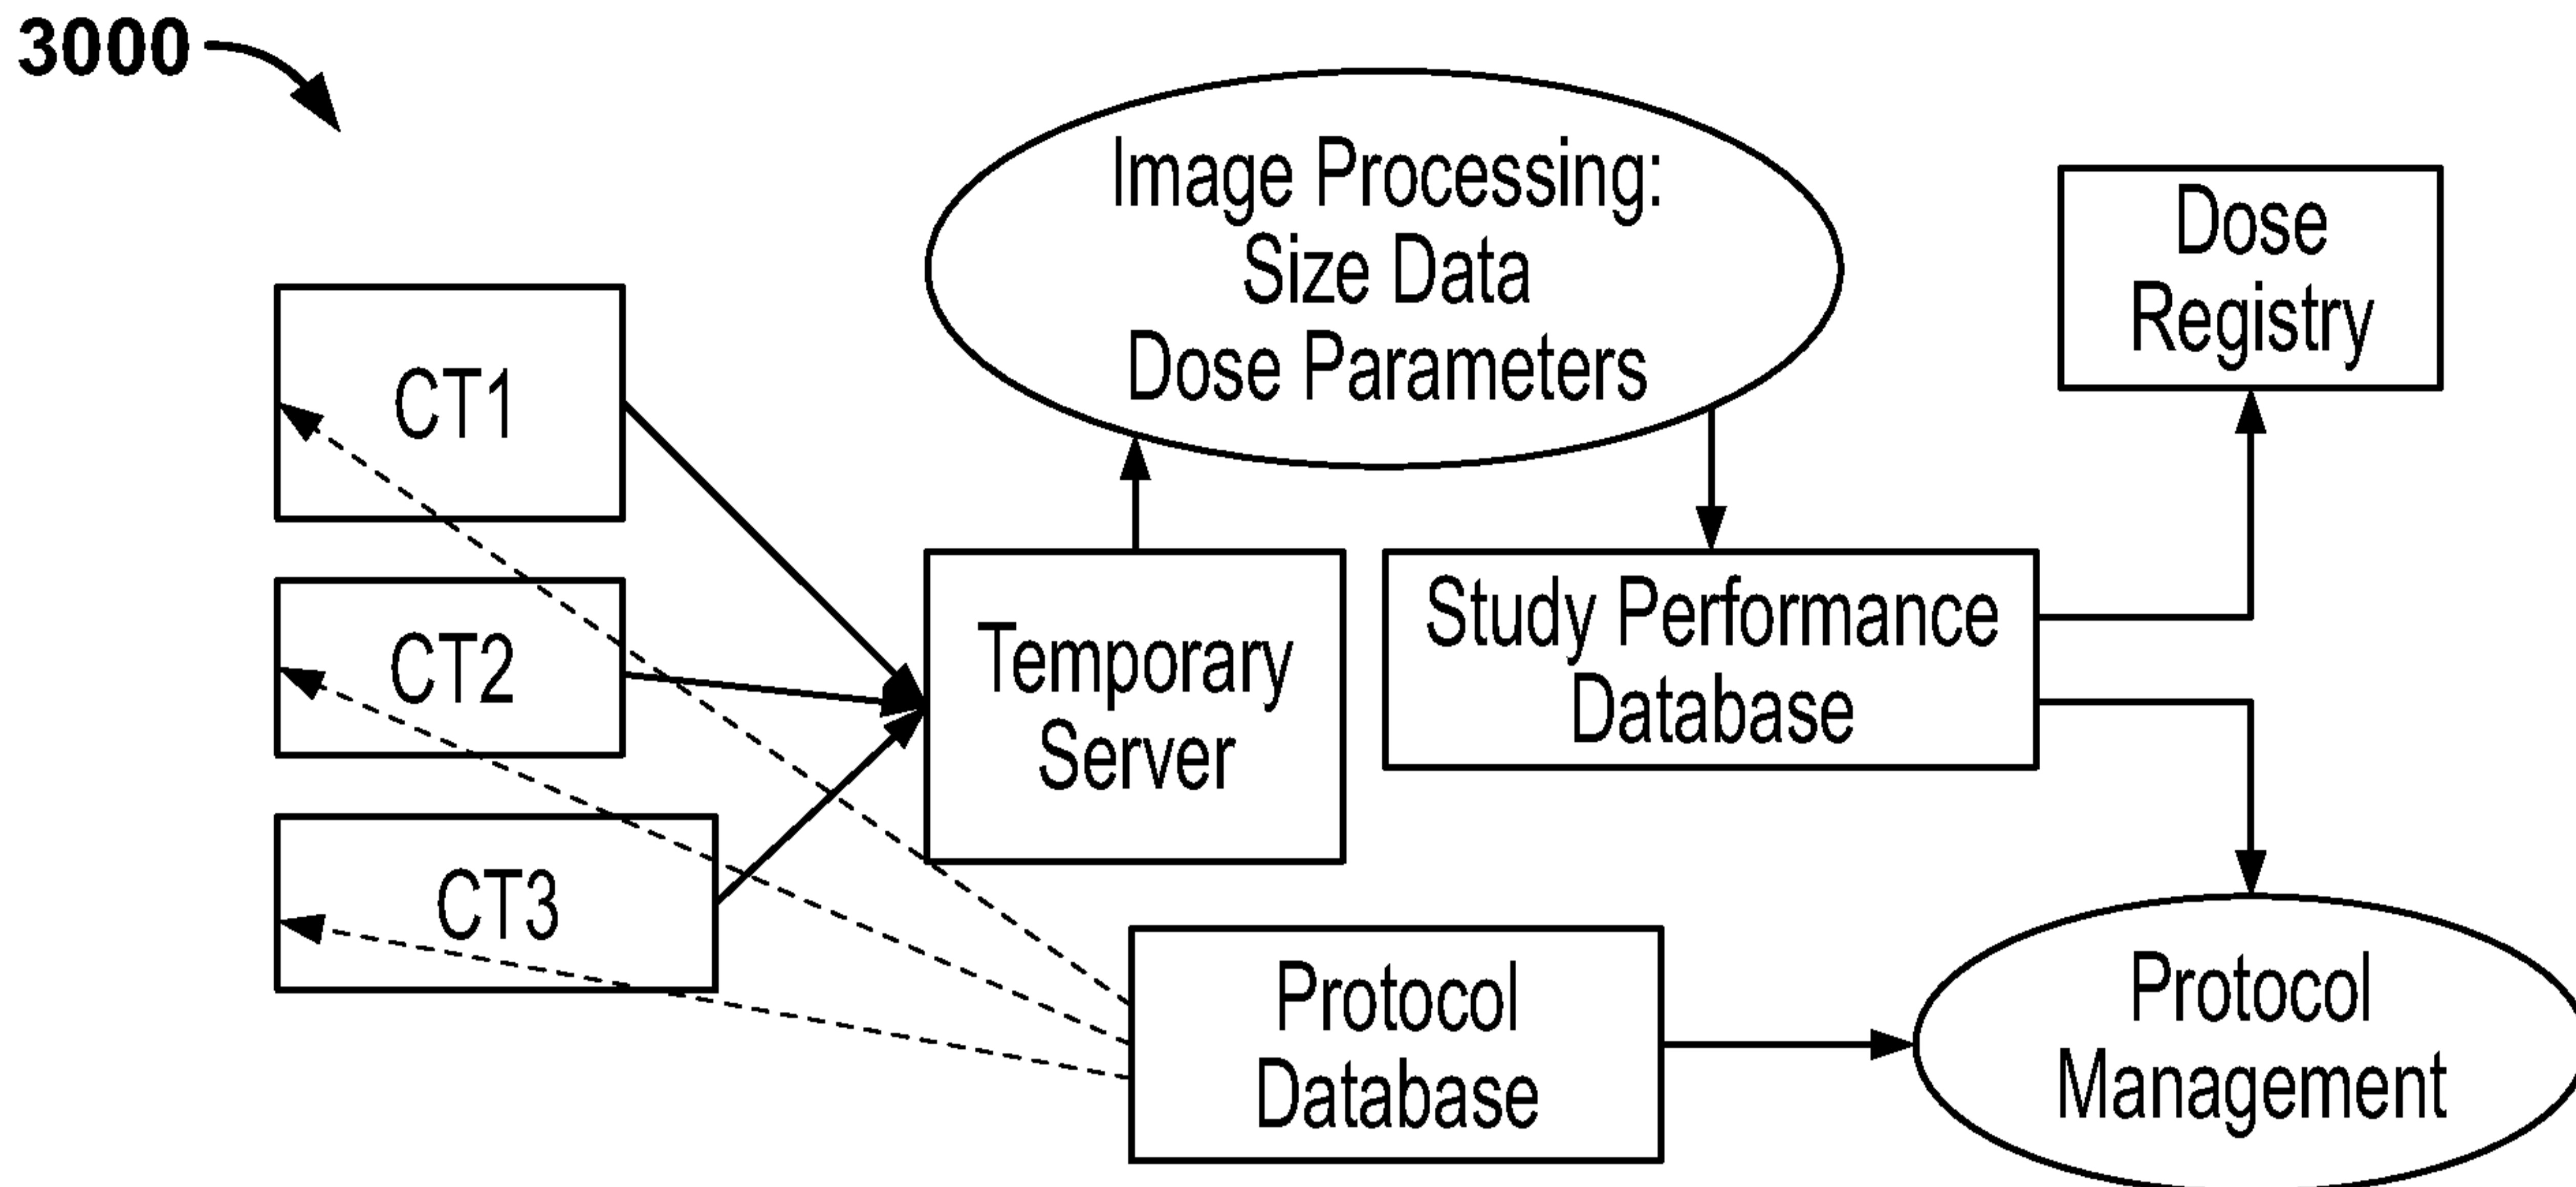 3000
Image Processing:
Size Data
Dose Parameters
Dose
Registry
CT1
CT2
CT3
Temporary
Server
Study Performance
Database
Protocol
Database
Protocol
Management